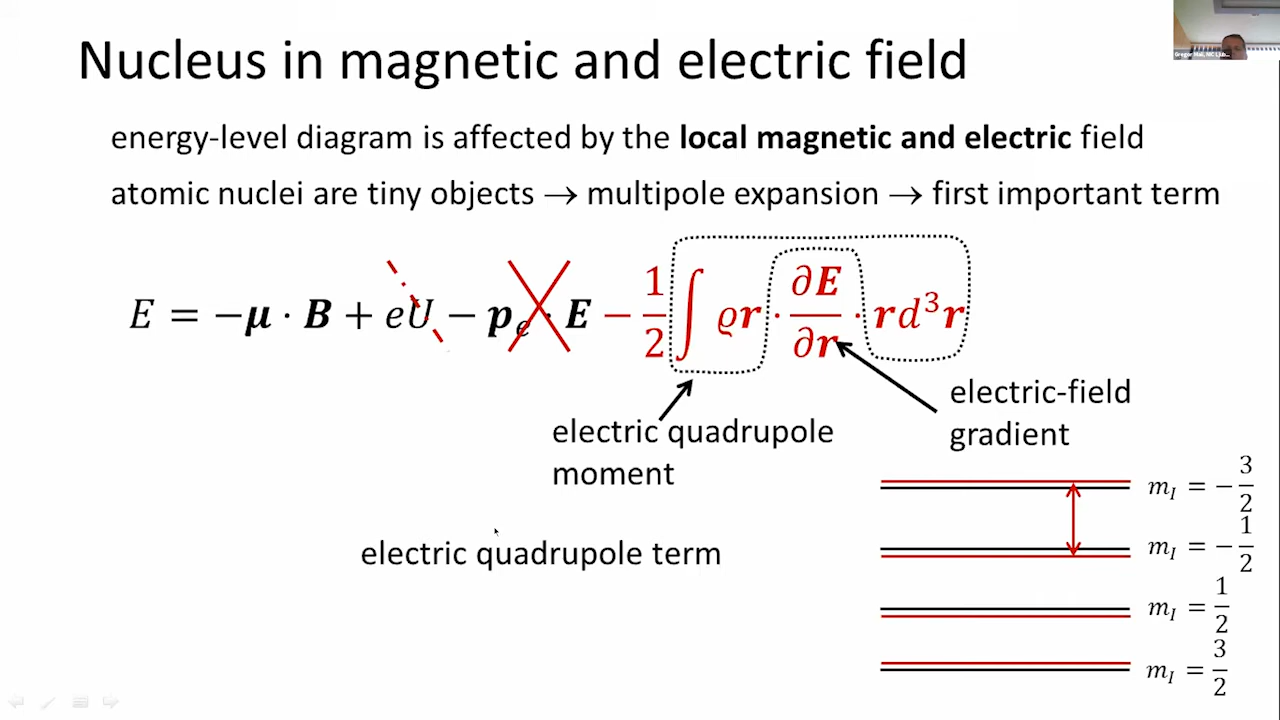 Nucleus in magnetic and electric field
energy-level diagram is affected by the local magnetic and electric field
atomic nuclei are tiny objects → multipole expansion → first important term
E = −μ · B + eU − pₑ · E − 1/2 ∫ ϱr · ∂E/∂r · rd³r
electric-field
gradient
electric quadrupole
moment
electric quadrupole term
m_I = −3/2
m_I = −1/2
m_I = 1/2
m_I = 3/2